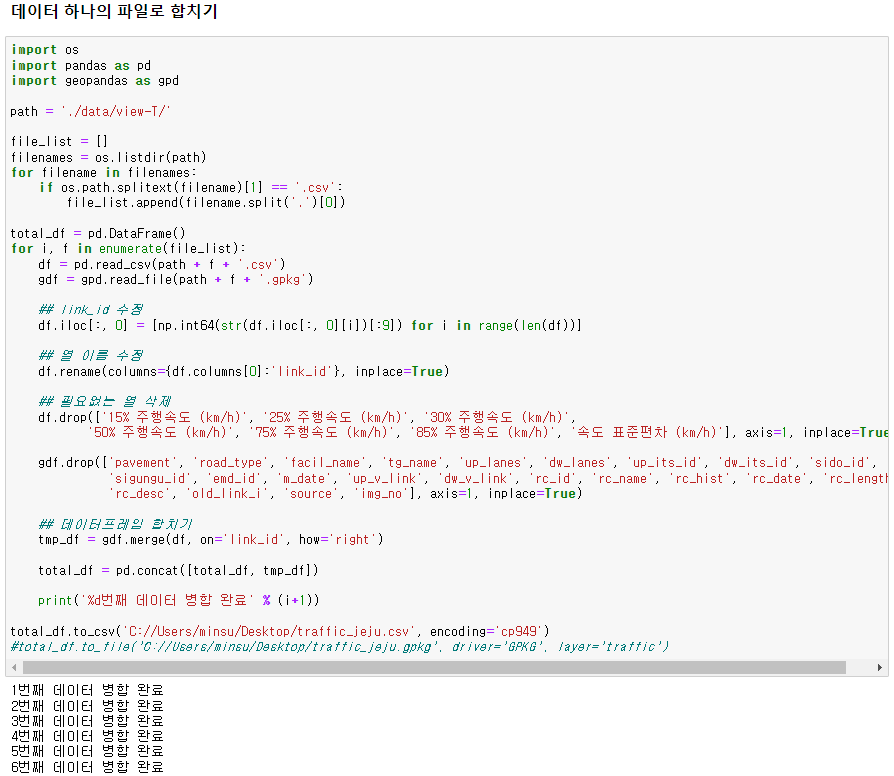 데이터 하나의 파일로 합치기
import os
import pandas as pd
import geopandas as gpd
path = './data/view-T/'
file_list = []
filenames = os.listdir(path)
for filename in filenames:
    if os.path.splitext(filename)[1] == '.csv':
        file_list.append(filename.split('.')[0])
total_df = pd.DataFrame()
for i, f in enumerate(file_list):
    df = pd.read_csv(path + f + '.csv')
    gdf = gpd.read_file(path + f + '.gpkg')
    ## link_id 수정
    df.iloc[:, 0] = [np.int64(str(df.iloc[:, 0][i])[:9]) for i in range(len(df))]
    ## 열 이름 수정
    df.rename(columns={df.columns[0]:'link_id'}, inplace=True)
    ## 필요없는 열 삭제
    df.drop(['15% 주행속도 (km/h)', '25% 주행속도 (km/h)', '30% 주행속도 (km/h)',
            '50% 주행속도 (km/h)', '75% 주행속도 (km/h)', '85% 주행속도 (km/h)', '속도 표준편차 (km/h)'], axis=1, inplace=True
    gdf.drop(['pavement', 'road_type', 'facil_name', 'tg_name', 'up_lanes', 'dw_lanes', 'up_its_id', 'dw_its_id', 'sido_id',
              'sigungu_id', 'emd_id', 'm_date', 'up_v_link', 'dw_v_link', 'rc_id', 'rc_name', 'rc_hist', 'rc_date', 'rc_length
              'rc_desc', 'old_link_i', 'source', 'img_no'], axis=1, inplace=True)
    ## 데이터프레임 합치기
    tmp_df = gdf.merge(df, on='link_id', how='right')
    total_df = pd.concat([total_df, tmp_df])
    print('%d번째 데이터 병합 완료' % (i+1))
total_df.to_csv('C://Users/minsu/Desktop/traffic_jeju.csv', encoding='cp949')
#total_df.to_file('C://Users/minsu/Desktop/traffic_jeju.gpkg', driver='GPKG', layer='traffic')
1번째 데이터 병합 완료
2번째 데이터 병합 완료
3번째 데이터 병합 완료
4번째 데이터 병합 완료
5번째 데이터 병합 완료
6번째 데이터 병합 완료